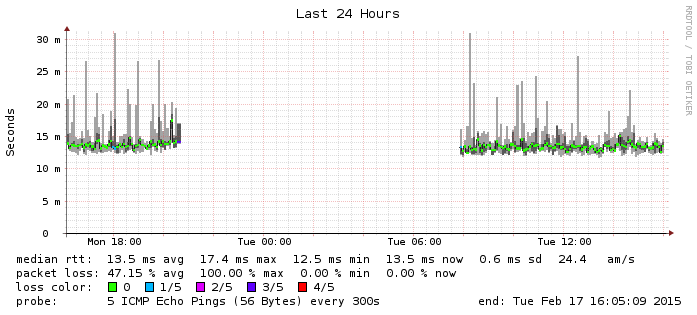 Last 24 Hours
RRDTOOL / TOBI OETIKER
Seconds
30 m
25 m
20 m
15 m
10 m
5 m
0
Mon 18:00 Tue 00:00 Tue 06:00 Tue 12:00
median rtt: 13.5 ms avg 17.4 ms max 12.5 ms min 13.5 ms now 0.6 ms sd 24.4 am/s
packet loss: 47.15 % avg 100.00 % max 0.00 % min 0.00 % now
loss color: 0 1/5 2/5 3/5 4/5
probe: 5 ICMP Echo Pings (56 Bytes) every 300s end: Tue Feb 17 16:05:09 2015